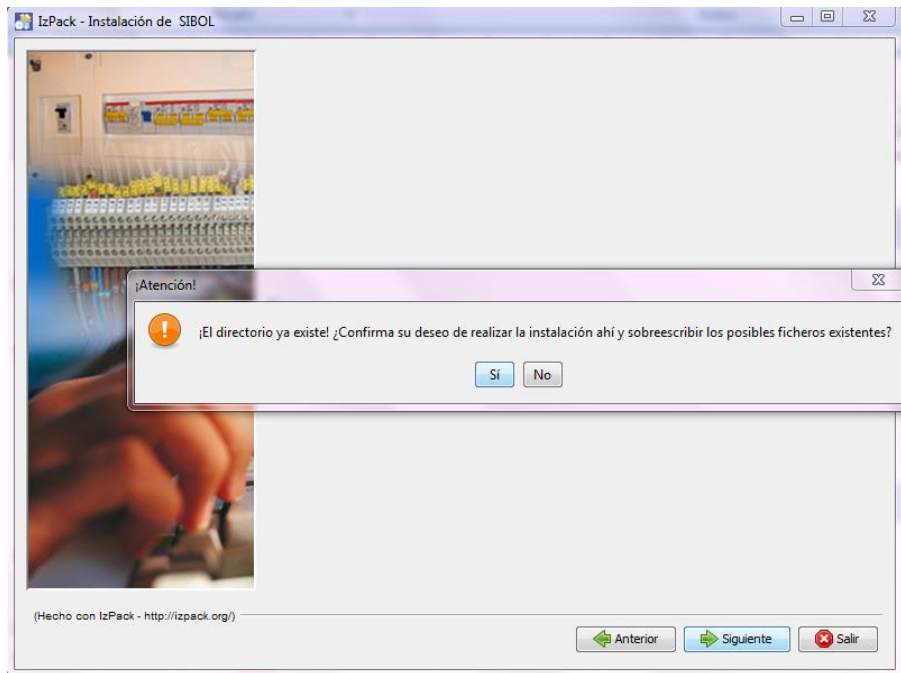 IzPack - Instalación de SIBOL
¡Atención!
¡El directorio ya existe! ¿Confirma su deseo de realizar la instalación ahí y sobreescribir los posibles ficheros existentes?
Sí
No
(Hecho con IzPack - http://izpack.org/)
Anterior
Siguiente
Salir